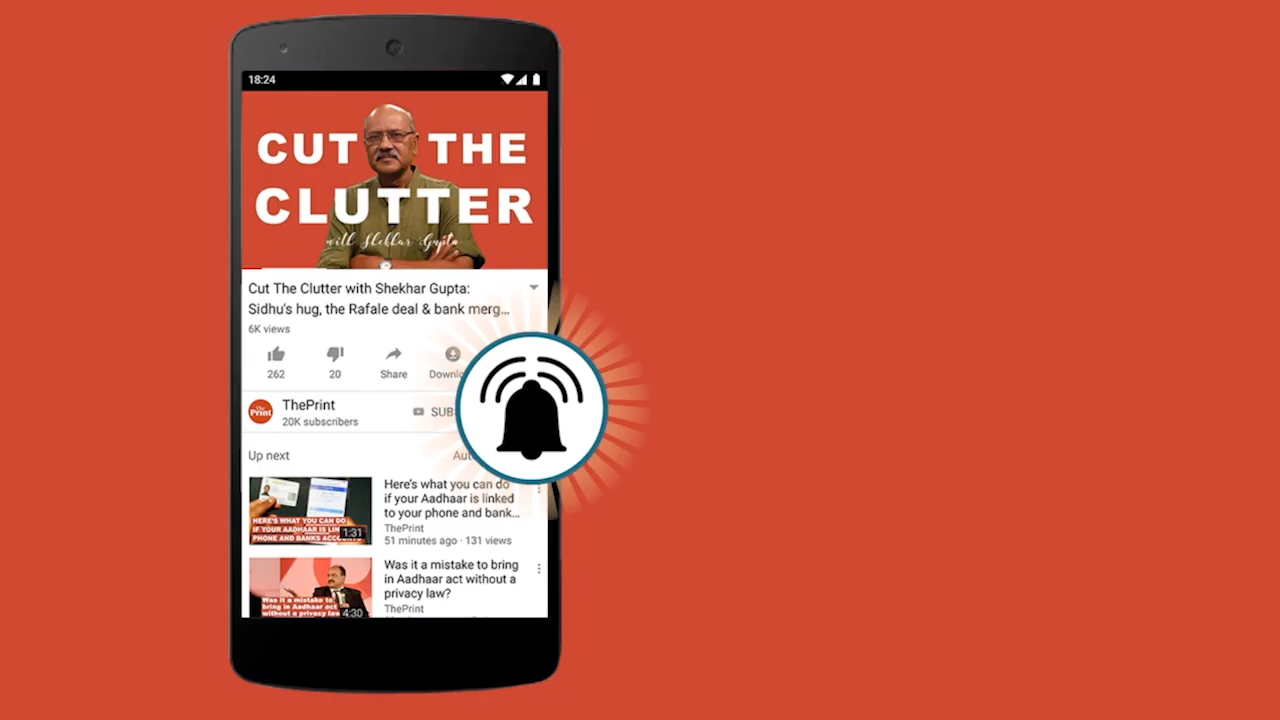 18:24
CUT THE
CLUTTER
with Shekhar Gupta
Cut The Clutter with Shekhar Gupta:
Sidhu's hug, the Rafale deal & bank merg...
6K views
262
20
Share
Downlo
The
Print
ThePrint
20K subscribers
SUB
Up next
Aut
HERE'S WHAT YOU CAN DO
IF YOUR AADHAAR IS LIN
PHONE AND BANKS ACCOUNTS
1:31
Here's what you can do
if your Aadhaar is linked
to your phone and bank...
ThePrint
51 minutes ago · 131 views
Was it a mistake to
bring in Aadhaar act
without a privacy law
4:30
Was it a mistake to bring
in Aadhaar act without a
privacy law?
ThePrint